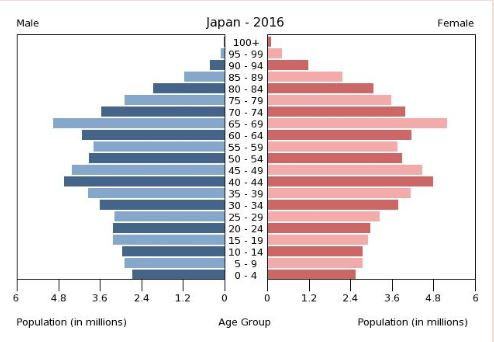 Male Japan - 2016 Female
100+
95 - 99
90 - 94
85 - 89
80 - 84
75 - 79
70 - 74
65 - 69
60 - 64
55 - 59
50 - 54
45 - 49
40 - 44
35 - 39
30 - 34
25 - 29
20 - 24
15 - 19
10 - 14
5 - 9
0 - 4
6 4.8 3.6 2.4 1.2 0 0 1.2 2.4 3.6 4.8 6
Population (in millions) Age Group Population (in millions)